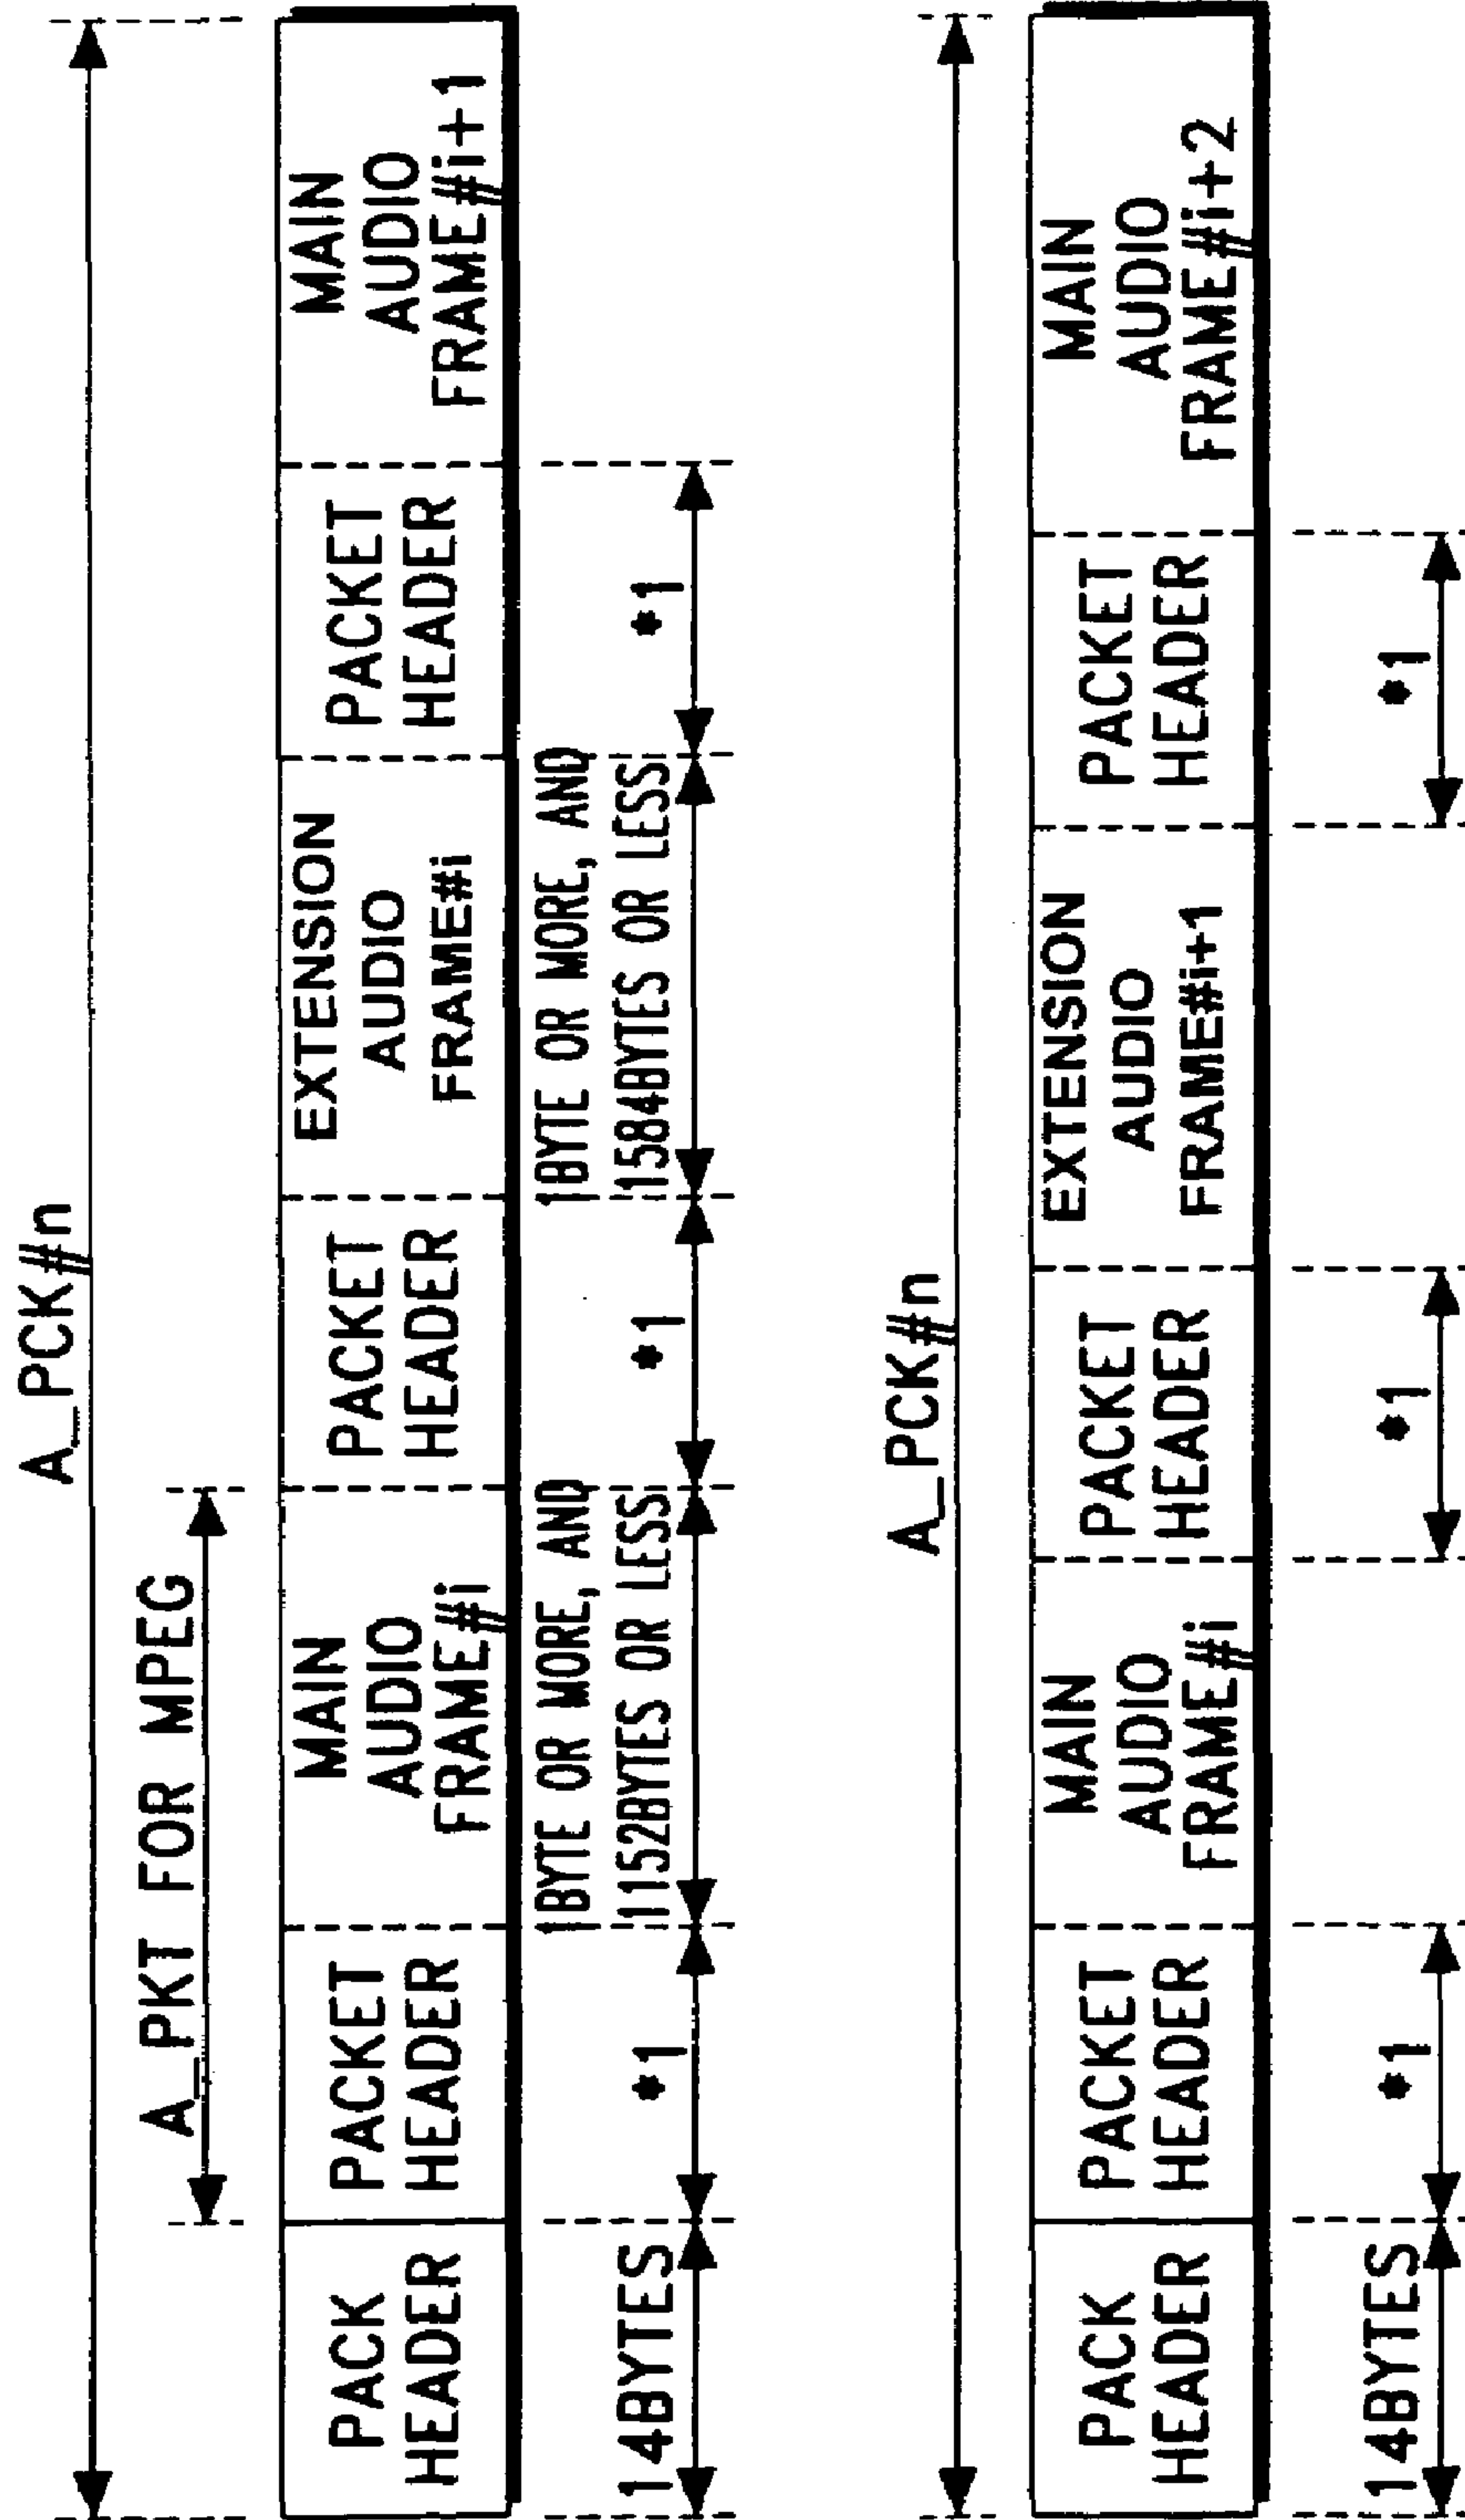 A_PCK#n
A_PKT FOR MPEG
PACK
HEADER
PACKET
HEADER
MAIN
AUDIO
FRAME#i
PACKET
HEADER
EXTENSION
AUDIO
FRAME#i
PACKET
HEADER
MAIN
AUDIO
FRAME#i+1
14BYTES
*1
1BYTE OR MORE, AND
1152BYTES OR LESS
*1
1BYTE OR MORE, AND
1584BYTES OR LESS
*1
A_PCK#n
PACK
HEADER
PACKET
HEADER
MAIN
AUDIO
FRAME#i
PACKET
HEADER
EXTENSION
AUDIO
FRAME#i+1
PACKET
HEADER
MAIN
AUDIO
FRAME#i+2
14BYTES
*1
*1
*1